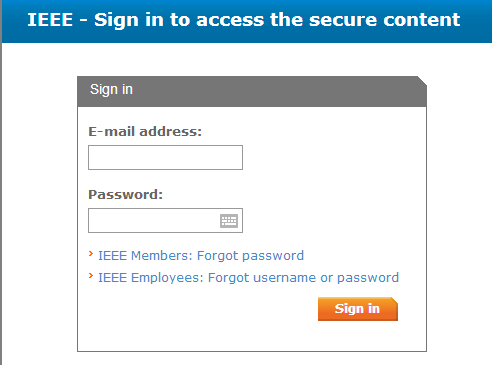 IEEE - Sign in to access the secure content
Sign in
E-mail address:
Password:
IEEE Members: Forgot password
IEEE Employees: Forgot username or password
Sign in